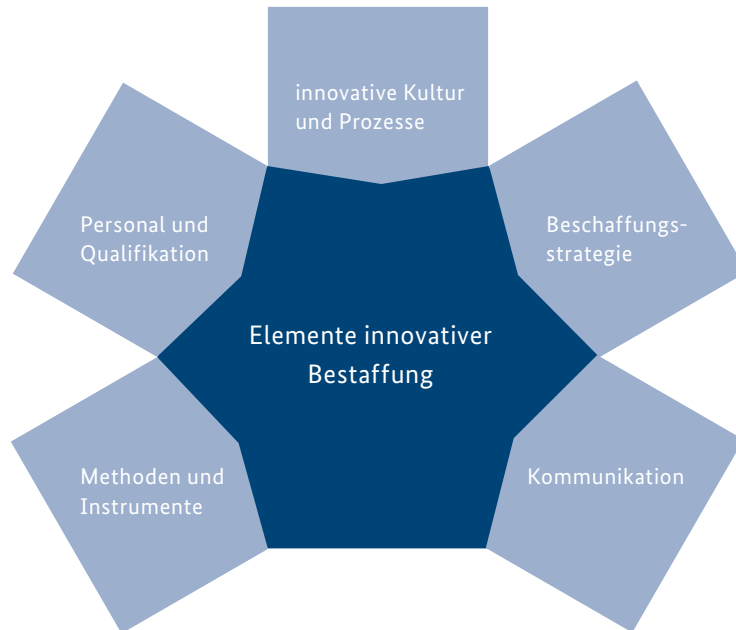 innovative Kultur
und Prozesse
Personal und
Qualifikation
Beschaffungs-
strategie
Elemente innovativer
Bestaffung
Methoden und
Instrumente
Kommunikation